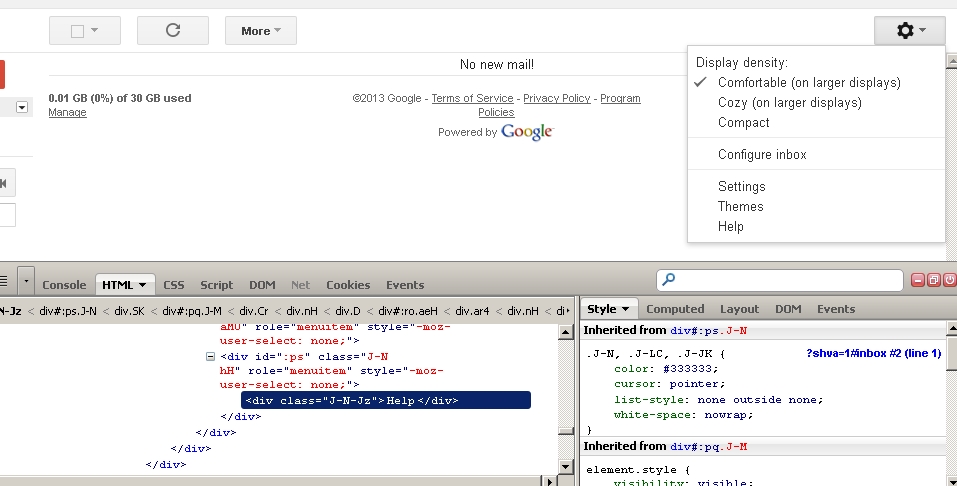 More
No new mail!
0.01 GB (0%) of 30 GB used
Manage
©2013 Google - Terms of Service - Privacy Policy - Program
Policies
Powered by Google™
Display density:
Comfortable (on larger displays)
Cozy (on larger displays)
Compact
Configure inbox
Settings
Themes
Help
Console HTML CSS Script DOM Net Cookies Events
N-Jz < div#:ps.J-N < div.SK < div#:pq.J-M < div.Cr < div.nH < div.D < div#:ro.aeH < div.ar4 < div.nH < di
aMU" role="menuitem" style="-moz-
user-select: none;">
<div id=":ps" class="J-N
hH" role="menuitem" style="-moz-
user-select: none;">
<div class="J-N-Jz">Help</div>
</div>
</div>
</div>
</div>
Style Computed Layout DOM Events
Inherited from div#:ps.J-N
.J-N, .J-LC, .J-JK { ?shva=1#inbox #2 (line 1)
color: #333333;
cursor: pointer;
list-style: none outside none;
white-space: nowrap;
}
Inherited from div#:pq.J-M
element.style {
visibility: visible;